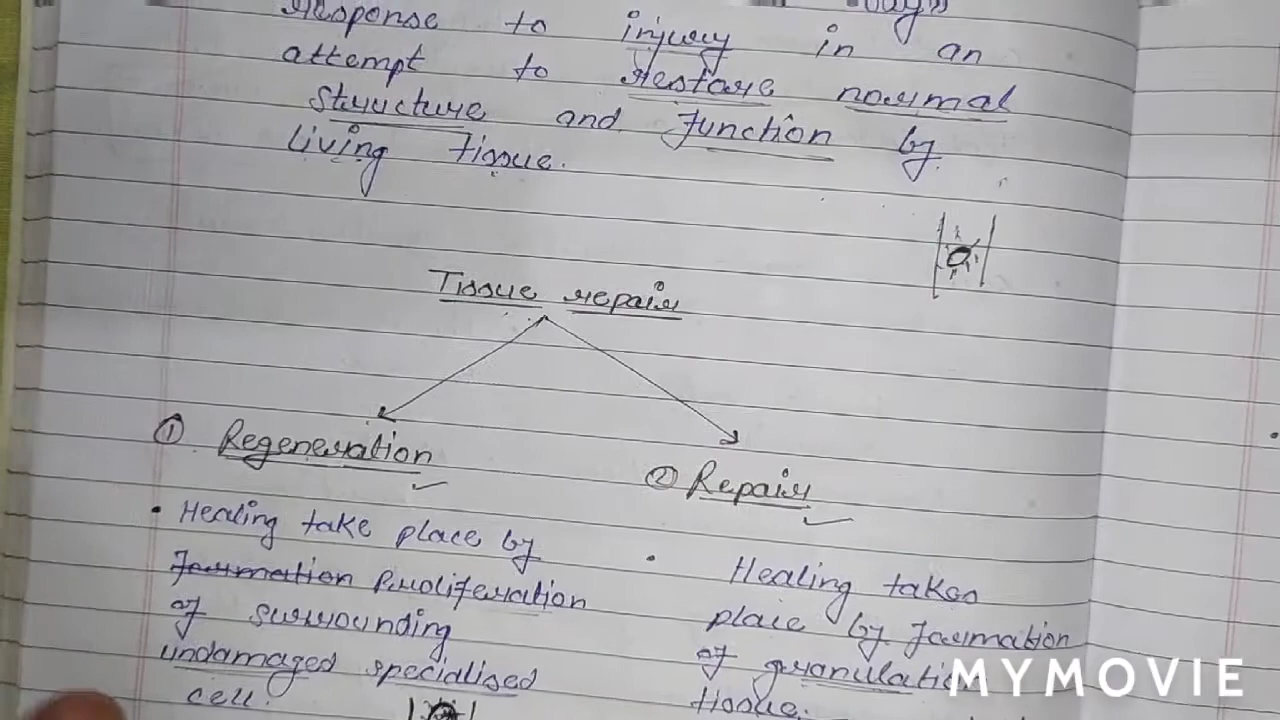 Response to injury in an
attempt to restore normal
structure and function by
living tissue.
Tissue repair
① Regeneration
② Repair
• Healing take place by
formation Proliferation
of surrounding
undamaged specialised
cell.
• Healing takes
place by formation
of granulation
tissue.
MYMOVIE